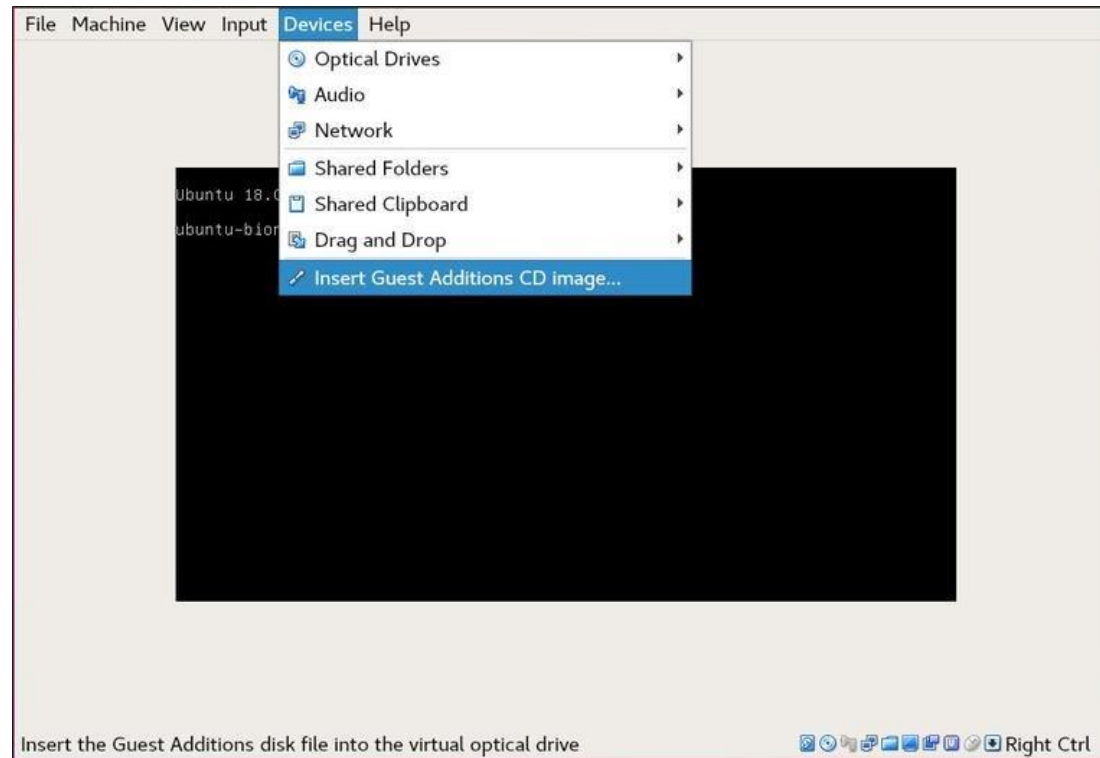 File Machine View Input Devices Help
Optical Drives
Audio
Network
Shared Folders
Shared Clipboard
Drag and Drop
Insert Guest Additions CD image...
Ubuntu 18.
ubuntu-bion
Insert the Guest Additions disk file into the virtual optical drive
Right Ctrl